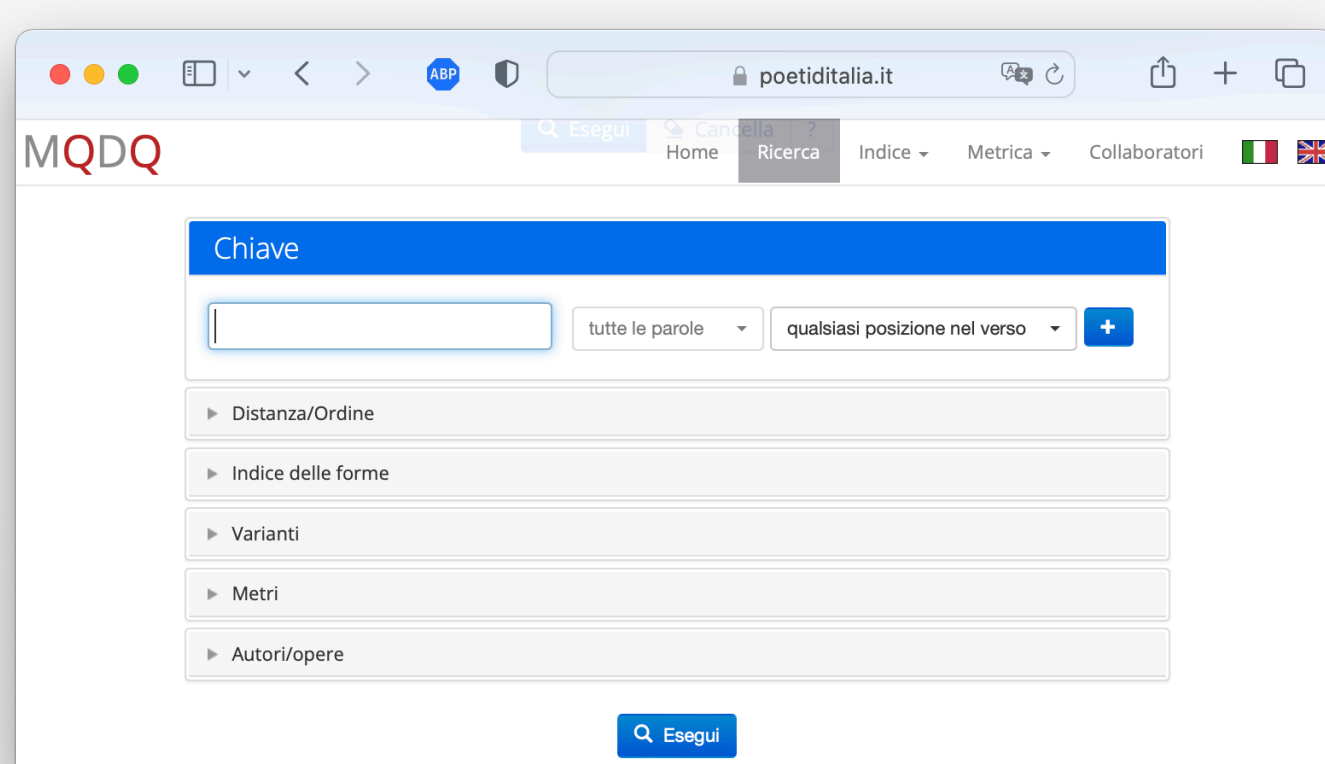 ABP
poetiditalia.it
Esegui Cancella ?
MQDQ
Home Ricerca Indice Metrica Collaboratori
Chiave
tutte le parole qualsiasi posizione nel verso +
Distanza/Ordine
Indice delle forme
Varianti
Metri
Autori/opere
Esegui